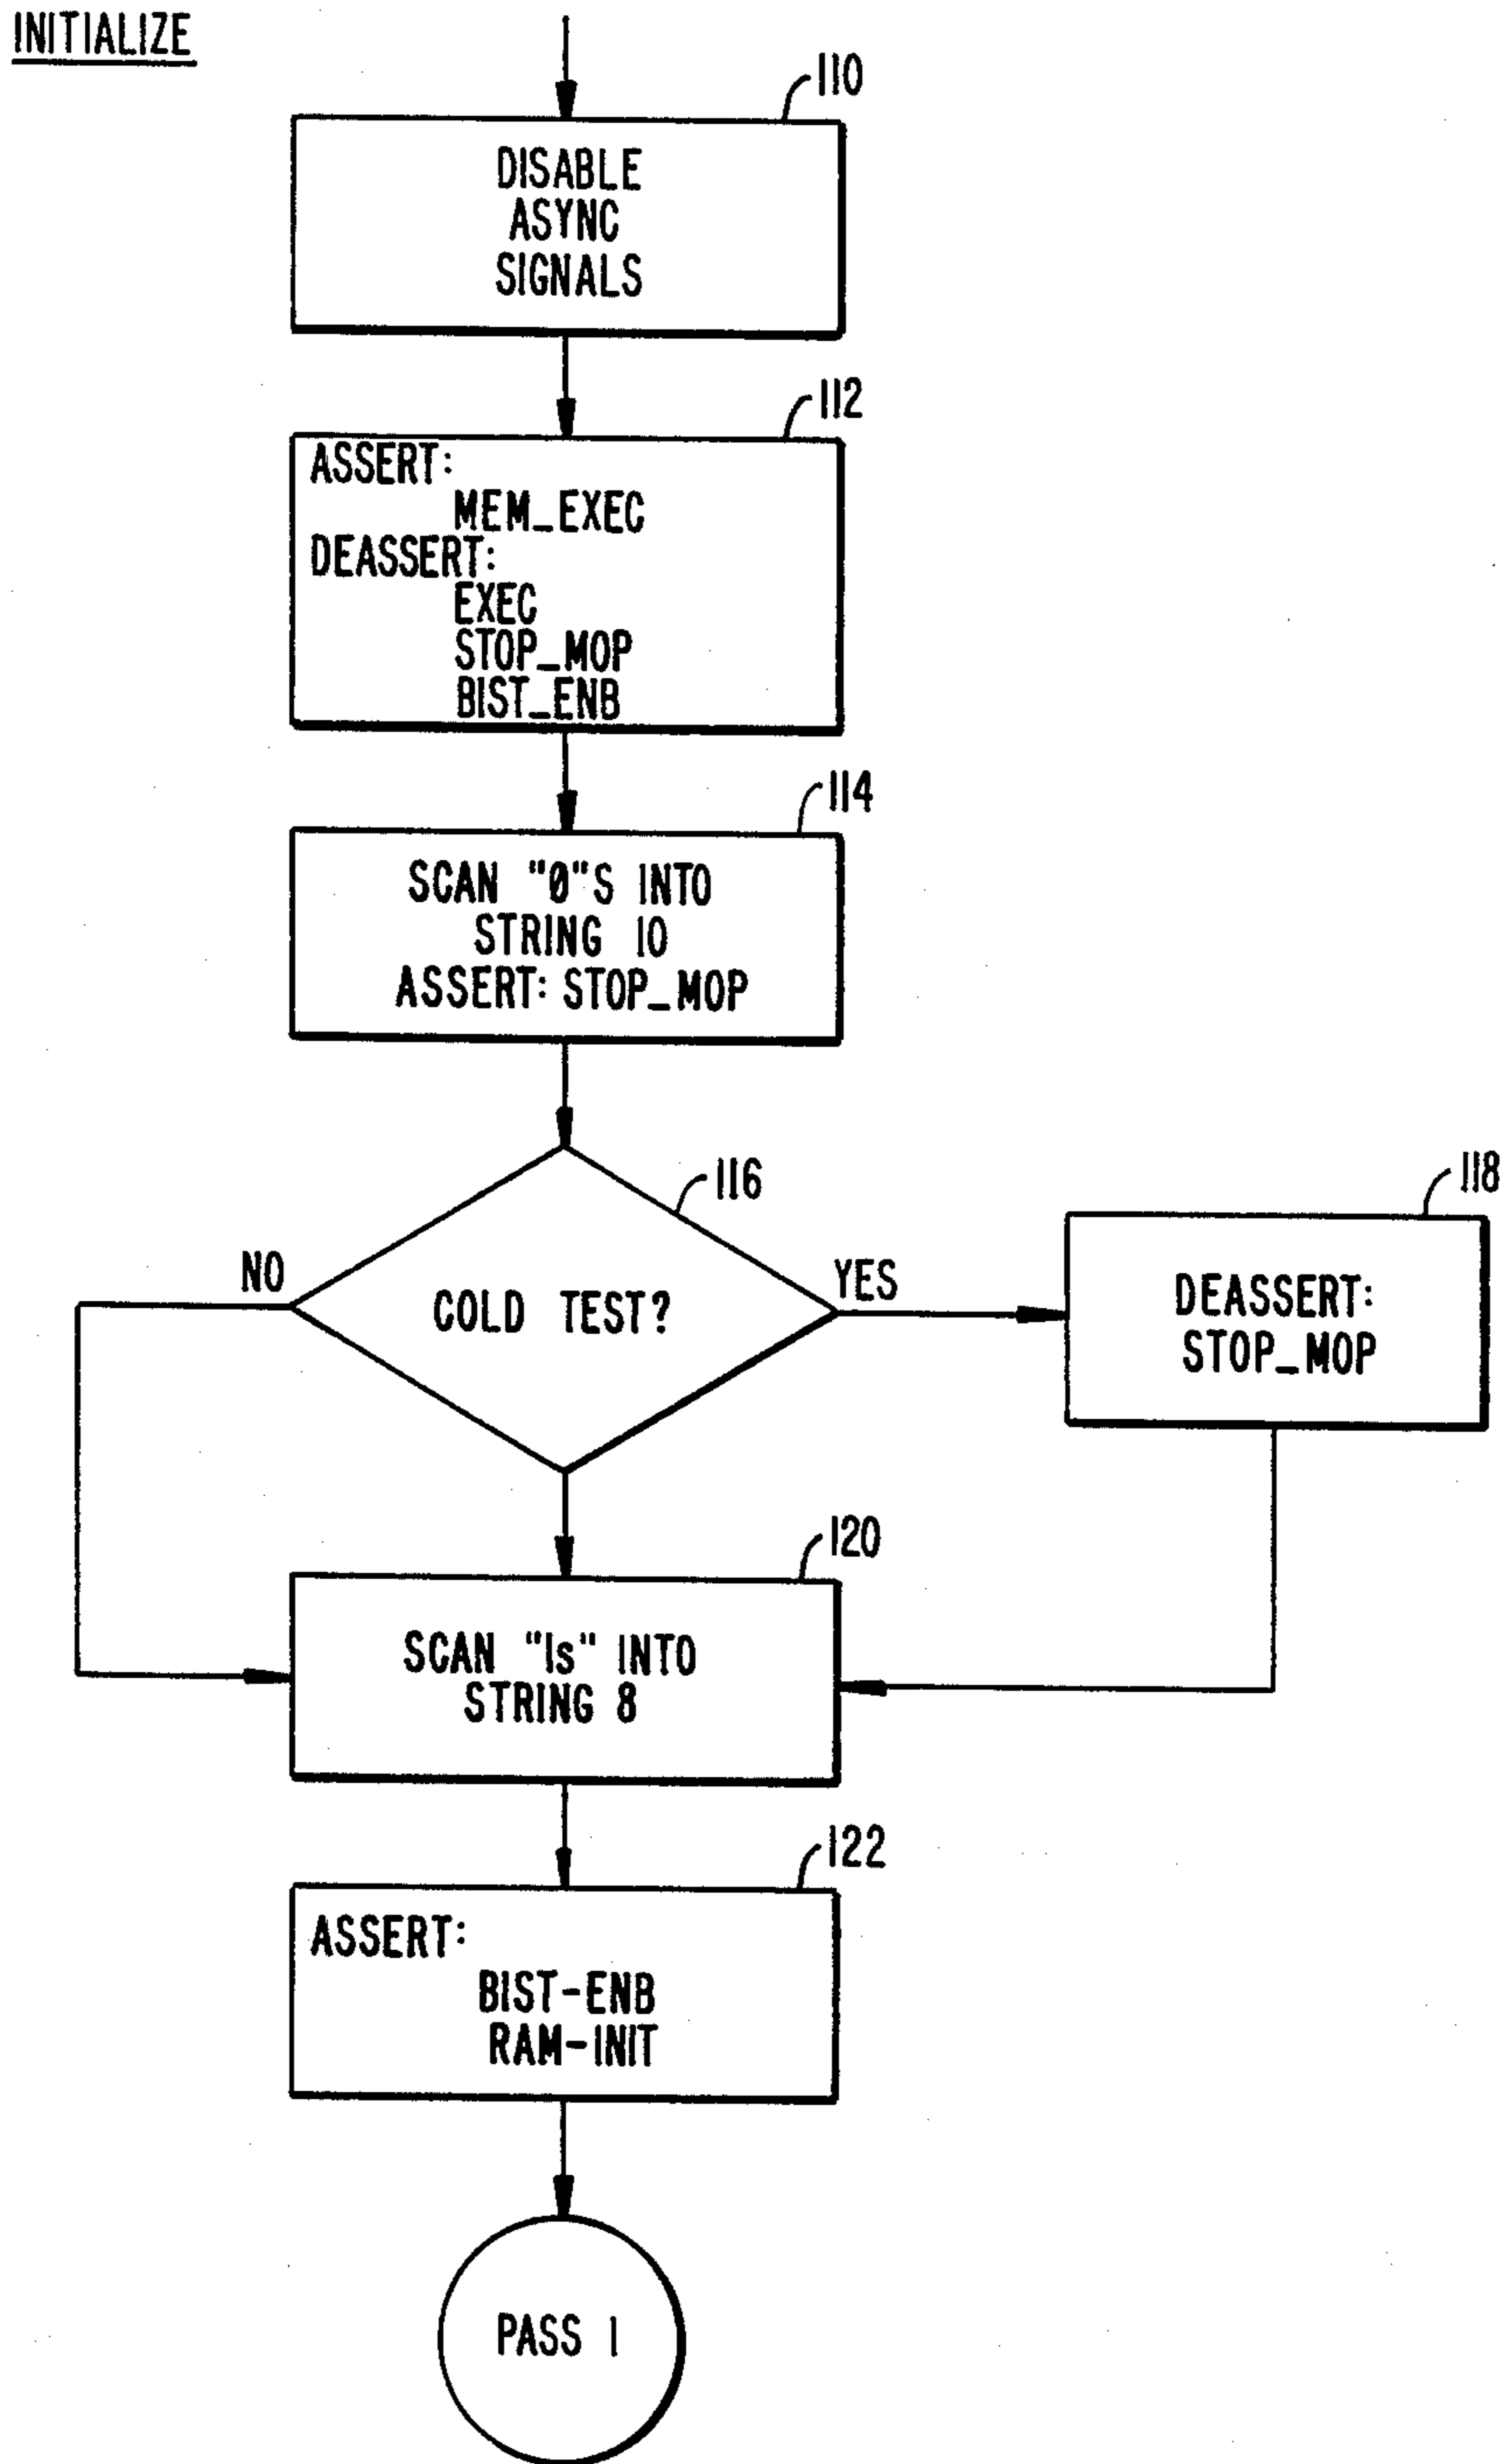 INITIALIZE
110
DISABLE
ASYNC
SIGNALS
112
ASSERT:
MEM_EXEC
DEASSERT:
EXEC
STOP_MOP
BIST_ENB
114
SCAN "0"S INTO
STRING 10
ASSERT: STOP_MOP
116
NO
COLD TEST?
YES
118
DEASSERT:
STOP_MOP
120
SCAN "1s" INTO
STRING 8
122
ASSERT:
BIST-ENB
RAM-INIT
PASS 1